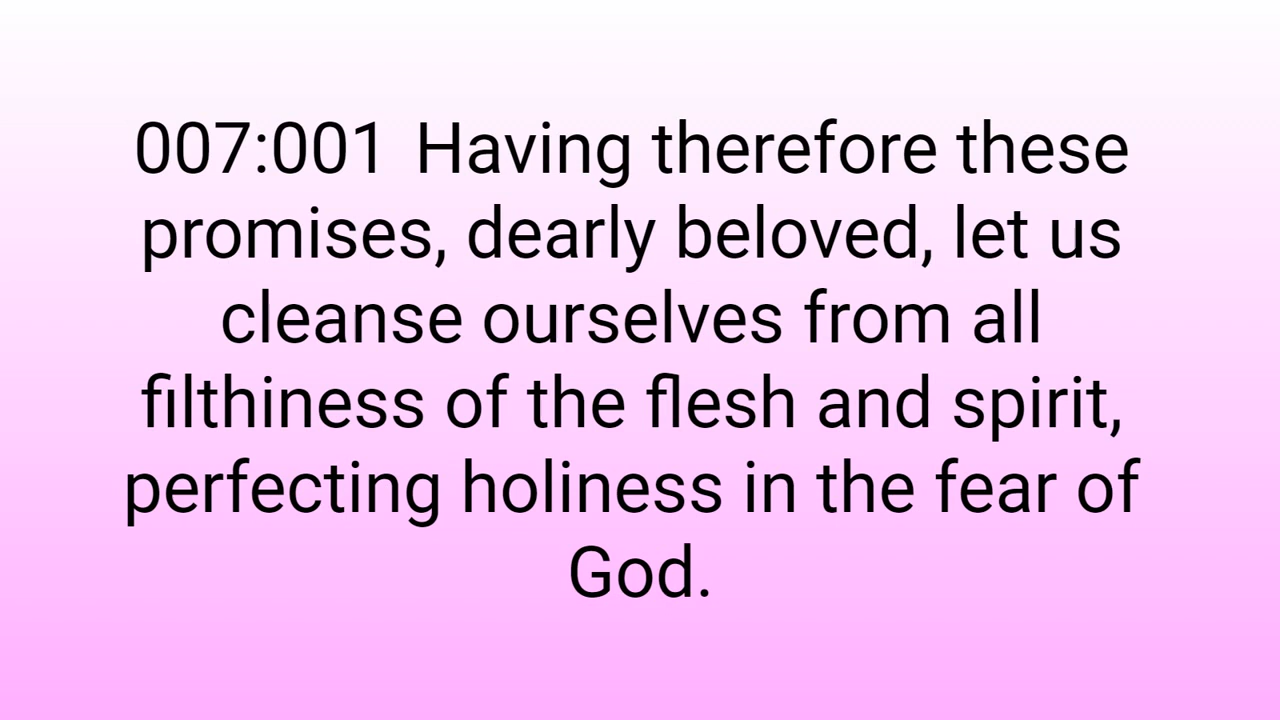 007:001 Having therefore these
promises, dearly beloved, let us
cleanse ourselves from all
filthiness of the flesh and spirit,
perfecting holiness in the fear of
God.